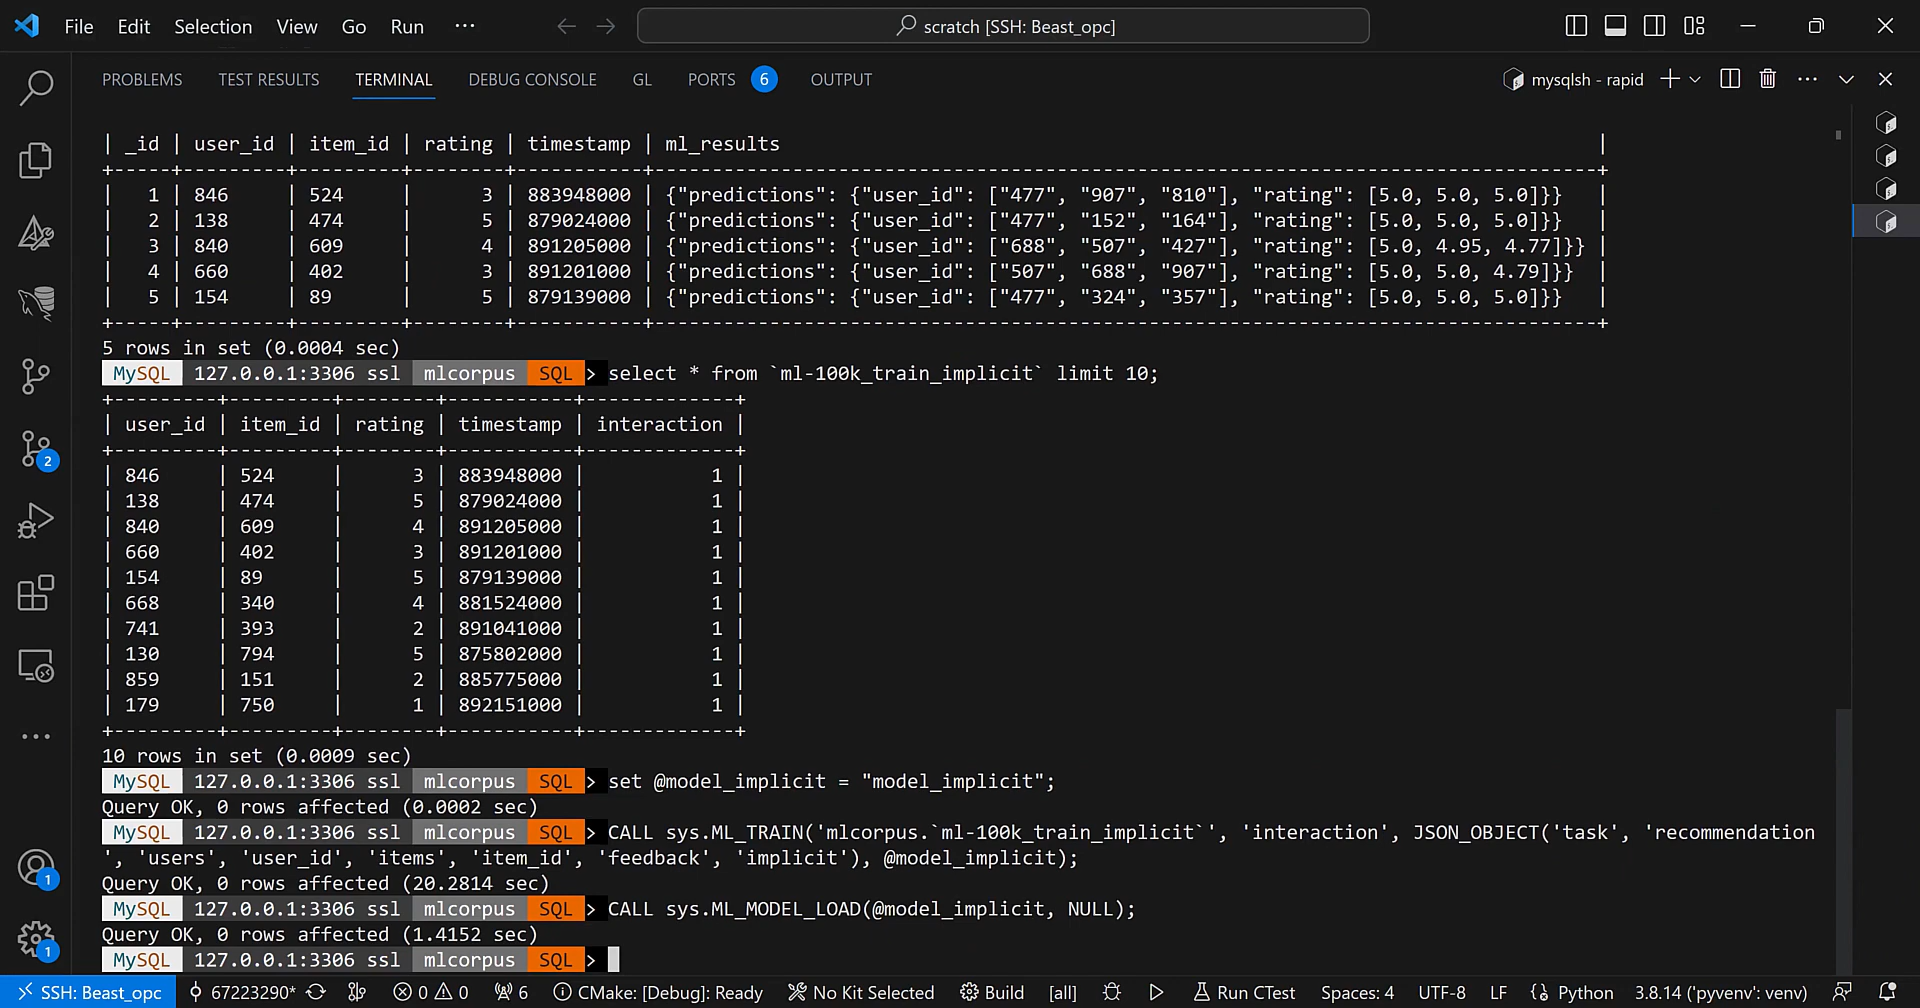 File Edit Selection View Go Run ··· scratch [SSH: Beast_opc]
PROBLEMS TEST RESULTS TERMINAL DEBUG CONSOLE GL PORTS 6 OUTPUT mysqlsh - rapid
| _id | user_id | item_id | rating | timestamp | ml_results |
| 1 | 846 | 524 | 3 | 883948000 | {"predictions": {"user_id": ["477", "907", "810"], "rating": [5.0, 5.0, 5.0]}} |
| 2 | 138 | 474 | 5 | 879024000 | {"predictions": {"user_id": ["477", "152", "164"], "rating": [5.0, 5.0, 5.0]}} |
| 3 | 840 | 609 | 4 | 891205000 | {"predictions": {"user_id": ["688", "507", "427"], "rating": [5.0, 4.95, 4.77]}} |
| 4 | 660 | 402 | 3 | 891201000 | {"predictions": {"user_id": ["507", "688", "907"], "rating": [5.0, 5.0, 4.79]}} |
| 5 | 154 | 89 | 5 | 879139000 | {"predictions": {"user_id": ["477", "324", "357"], "rating": [5.0, 5.0, 5.0]}} |
5 rows in set (0.0004 sec)
MySQL 127.0.0.1:3306 ssl mlcorpus SQL > select * from `ml-100k_train_implicit` limit 10;
| user_id | item_id | rating | timestamp | interaction |
| 846 | 524 | 3 | 883948000 | 1 |
| 138 | 474 | 5 | 879024000 | 1 |
| 840 | 609 | 4 | 891205000 | 1 |
| 660 | 402 | 3 | 891201000 | 1 |
| 154 | 89 | 5 | 879139000 | 1 |
| 668 | 340 | 4 | 881524000 | 1 |
| 741 | 393 | 2 | 891041000 | 1 |
| 130 | 794 | 5 | 875802000 | 1 |
| 859 | 151 | 2 | 885775000 | 1 |
| 179 | 750 | 1 | 892151000 | 1 |
10 rows in set (0.0009 sec)
MySQL 127.0.0.1:3306 ssl mlcorpus SQL > set @model_implicit = "model_implicit";
Query OK, 0 rows affected (0.0002 sec)
MySQL 127.0.0.1:3306 ssl mlcorpus SQL > CALL sys.ML_TRAIN('mlcorpus.`ml-100k_train_implicit`', 'interaction', JSON_OBJECT('task', 'recommendation
', 'users', 'user_id', 'items', 'item_id', 'feedback', 'implicit'), @model_implicit);
Query OK, 0 rows affected (20.2814 sec)
MySQL 127.0.0.1:3306 ssl mlcorpus SQL > CALL sys.ML_MODEL_LOAD(@model_implicit, NULL);
Query OK, 0 rows affected (1.4152 sec)
MySQL 127.0.0.1:3306 ssl mlcorpus SQL >
2
1
1
SSH: Beast_opc 67223290* 0 0 6 CMake: [Debug]: Ready No Kit Selected Build [all] Run CTest Spaces: 4 UTF-8 LF Python 3.8.14 ('pyvenv': venv)